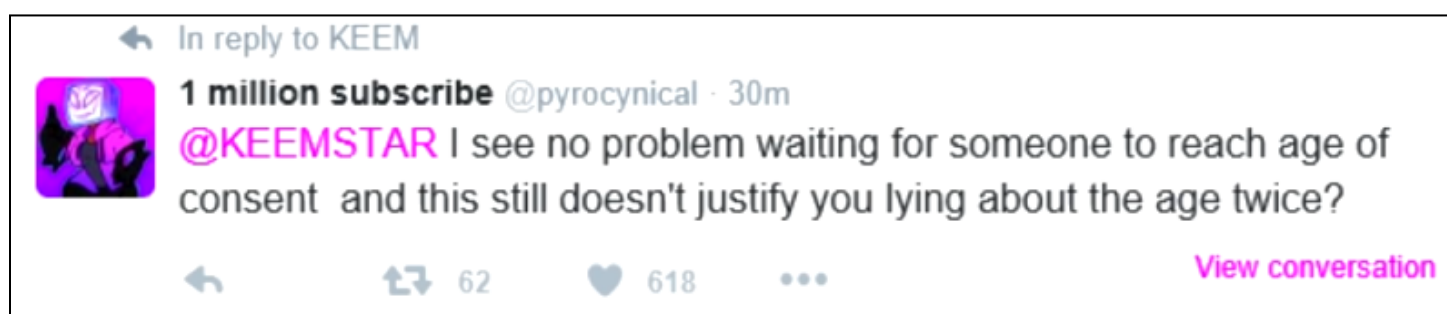 In reply to KEEM
1 million subscribe @pyrocynical · 30m
@KEEMSTAR I see no problem waiting for someone to reach age of
consent  and this still doesn't justify you lying about the age twice?
62 618
View conversation